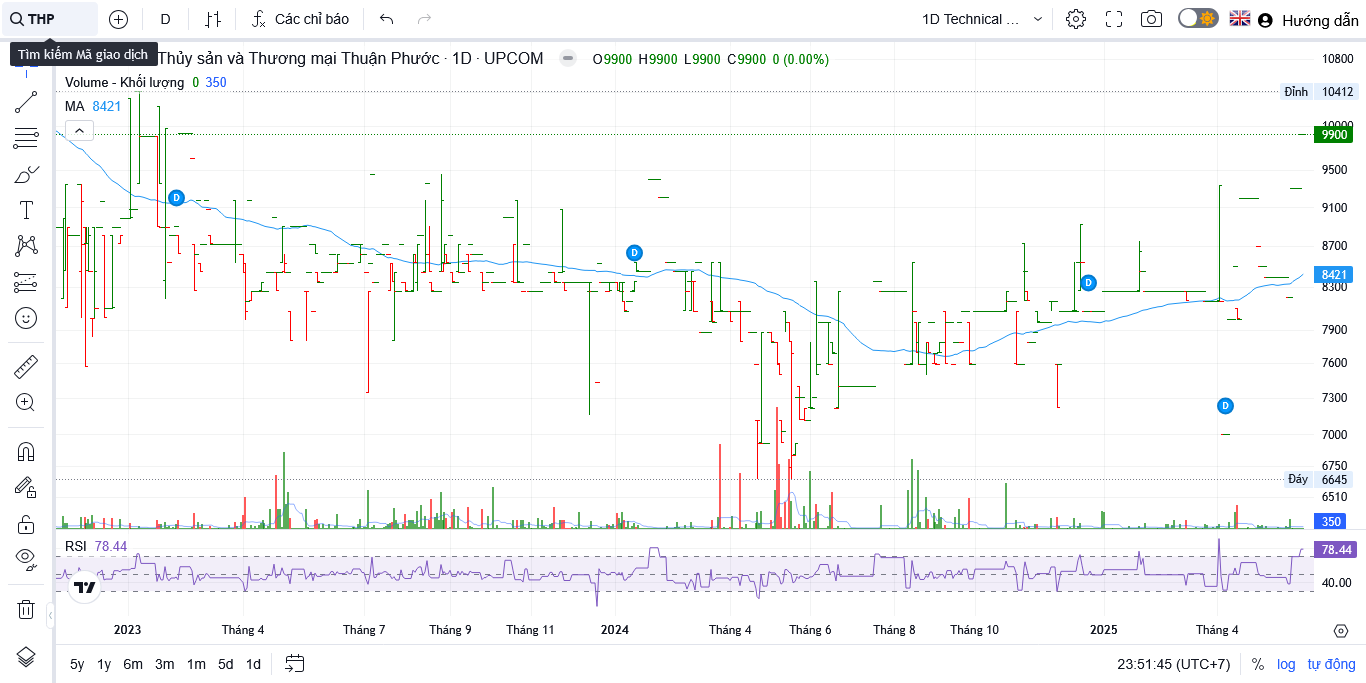 THP
D
Các chỉ báo
1D Technical ...
Hướng dẫn
Tìm kiếm Mã giao dịch
Thủy sản và Thương mại Thuận Phước · 1D · UPCOM
O9900 H9900 L9900 C9900 0 (0.00%)
Volume - Khối lượng 0 350
MA 8421
10800
Đỉnh 10412
10000
9900
9500
9100
8700
8421
8300
7900
7600
7300
7000
6750
Đáy 6645
6510
350
D
D
D
D
RSI 78.44
78.44
40.00
2023 Tháng 4 Tháng 7 Tháng 9 Tháng 11 2024 Tháng 4 Tháng 6 Tháng 8 Tháng 10 2025 Tháng 4
5y 1y 6m 3m 1m 5d 1d
23:51:45 (UTC+7) % log tự động